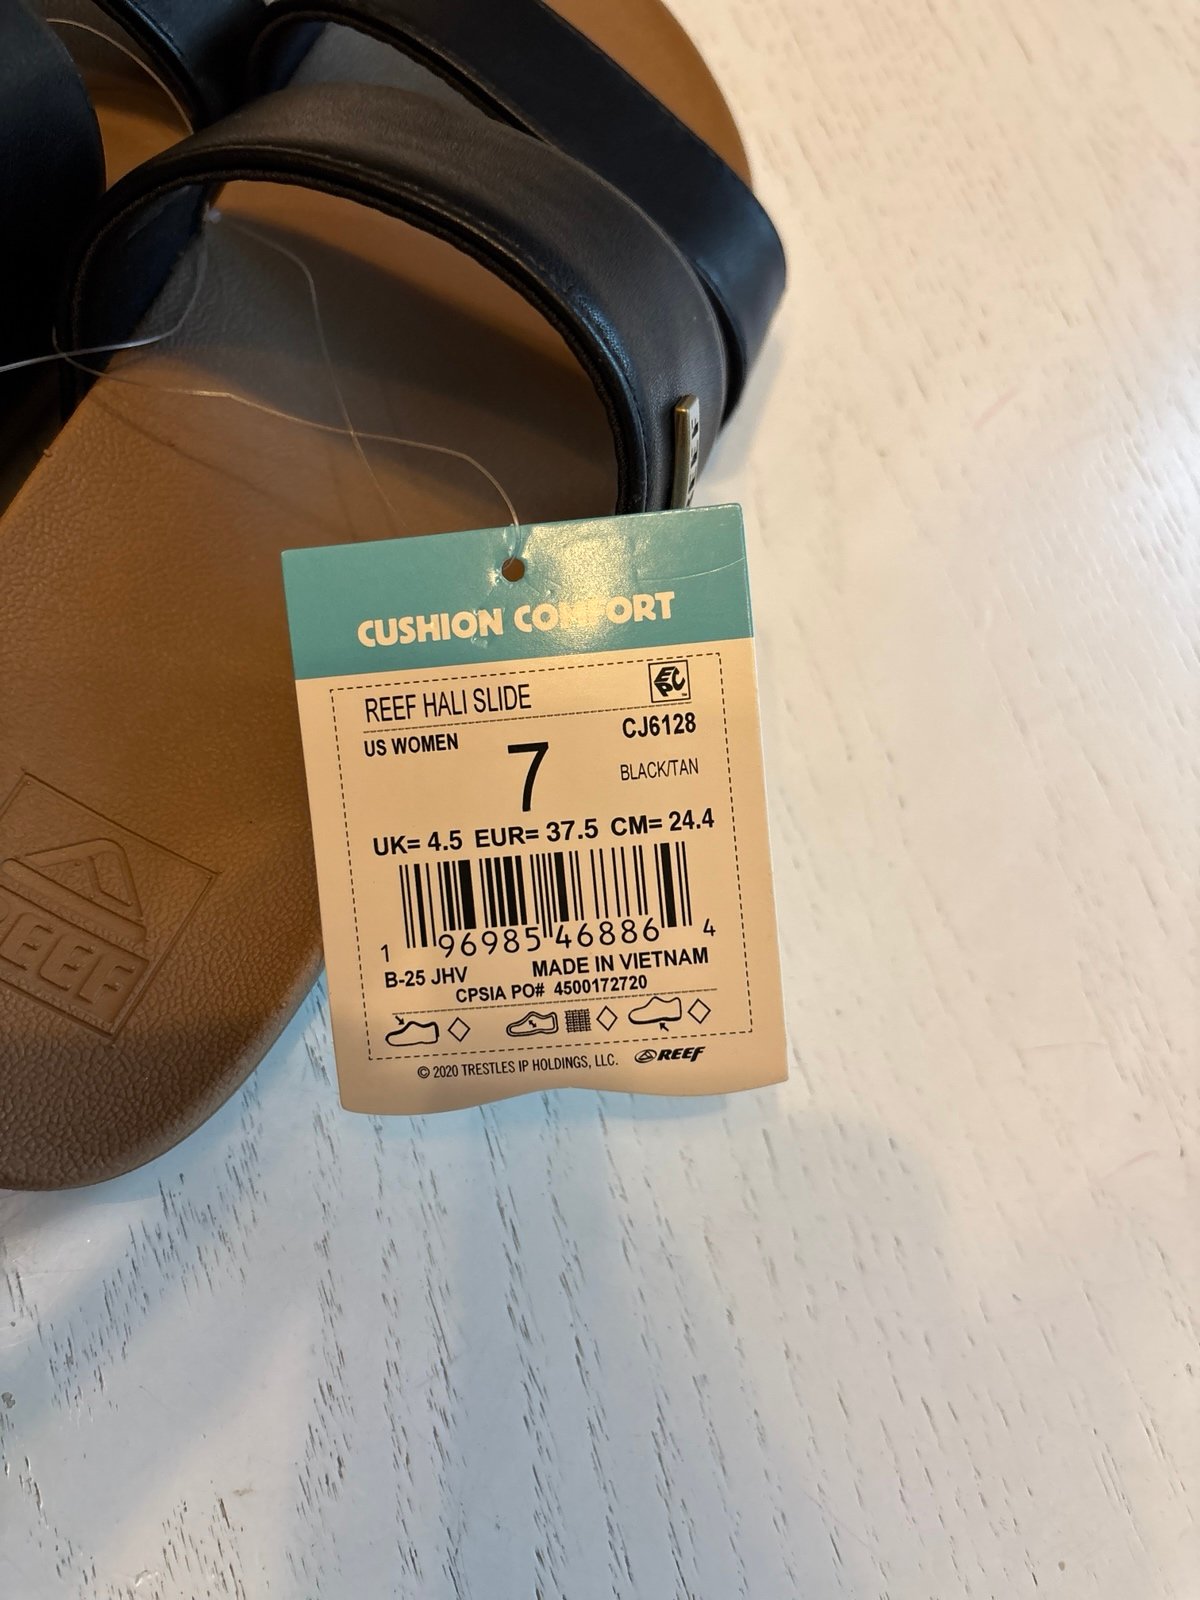 CUSHION COMFORT
REEF HALI SLIDE
US WOMEN
7
CJ6128
BLACK/TAN
UK= 4.5 EUR= 37.5 CM= 24.4
1 96985 46886 4
B-25 JHV MADE IN VIETNAM
CPSIA PO# 4500172720
© 2020 TRESTLES IP HOLDINGS, LLC. REEF
REEF